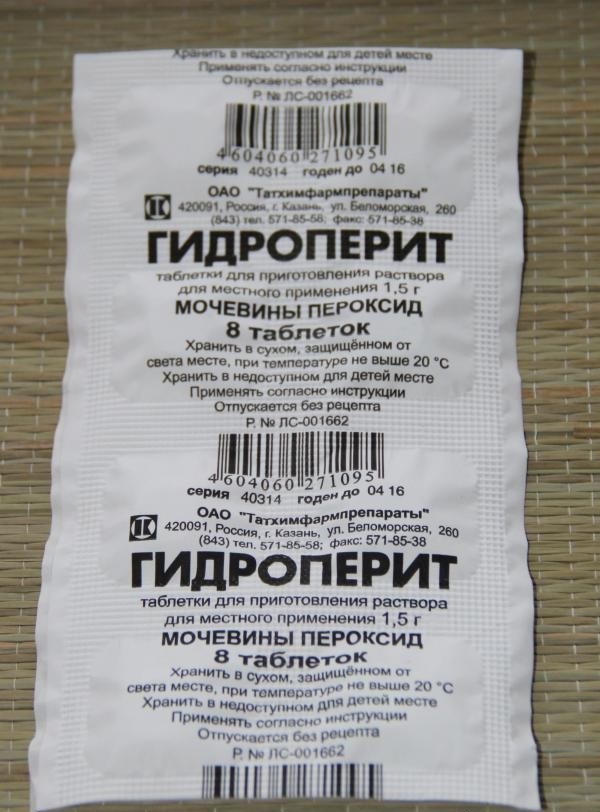 Хранить в недоступном для детей месте
Применять согласно инструкции
Отпускается без рецепта
Р. № ЛС-001662
4 604060 271095
серия 40314 годен до 04 16
ОАО "Татхимфармпрепараты"
420091, Россия, г. Казань, ул. Беломорская, 260
(843) тел. 571-85-58; факс: 571-85-38
ГИДРОПЕРИТ
таблетки для приготовления раствора
для местного применения 1,5 г
МОЧЕВИНЫ ПЕРОКСИД
8 таблеток
Хранить в сухом, защищённом от
света месте, при температуре не выше 20 °С
Хранить в недоступном для детей месте
Применять согласно инструкции
Отпускается без рецепта
Р. № ЛС-001662
4 604060 271095
серия 40314 годен до 04 16
ОАО "Татхимфармпрепараты"
420091, Россия, г. Казань, ул. Беломорская, 260
(843) тел. 571-85-58; факс: 571-85-38
ГИДРОПЕРИТ
таблетки для приготовления раствора
для местного применения 1,5 г
МОЧЕВИНЫ ПЕРОКСИД
8 таблеток
Хранить в сухом, защищённом от
света месте, при температуре не выше 20 °С
Хранить в недоступном для детей месте
Применять согласно инструкции
Отпускается без рецепта
Р. № ЛС-001662